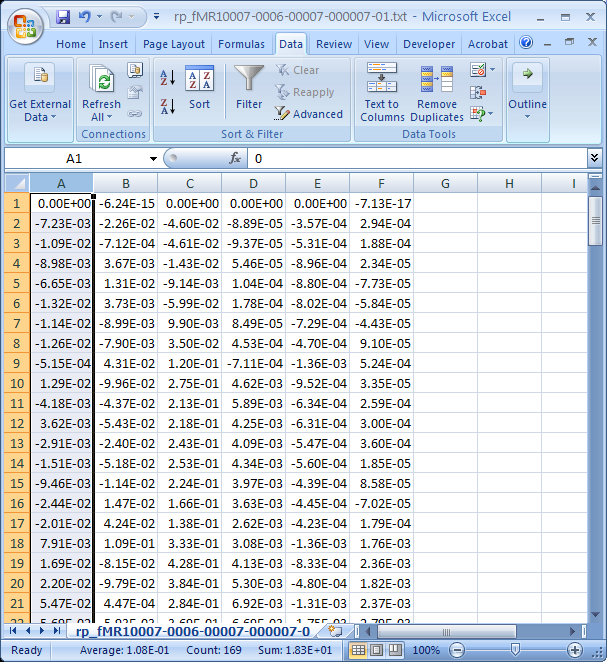 rp_fMR10007-0006-00007-000007-01.txt - Microsoft Excel
Home Insert Page Layout Formulas Data Review View Developer Acrobat
Get External Data
Refresh All
Connections
Sort
Filter
Clear
Reapply
Advanced
Sort & Filter
Text to Columns
Remove Duplicates
Data Tools
Outline
A1 fx 0
A B C D E F G H I
1 0.00E+00 -6.24E-15 0.00E+00 0.00E+00 0.00E+00 -7.13E-17
2 -7.23E-03 -2.26E-02 -4.60E-02 -8.89E-05 -3.57E-04 2.94E-04
3 -1.09E-02 -7.12E-04 -4.61E-02 -9.37E-05 -5.31E-04 1.88E-04
4 -8.98E-03 3.67E-03 -1.43E-02 5.46E-05 -8.96E-04 2.34E-05
5 -6.65E-03 1.31E-02 -9.14E-03 1.04E-04 -8.80E-04 -7.73E-05
6 -1.32E-02 3.73E-03 -5.99E-02 1.78E-04 -8.02E-04 -5.84E-05
7 -1.14E-02 -8.99E-03 9.90E-03 8.49E-05 -7.29E-04 -4.43E-05
8 -1.26E-02 -7.90E-03 3.50E-02 4.53E-04 -4.70E-04 9.10E-05
9 -5.15E-04 4.31E-02 1.20E-01 -7.11E-04 -1.36E-03 5.24E-04
10 1.29E-02 -9.96E-02 2.75E-01 4.62E-03 -9.52E-04 3.35E-05
11 -4.18E-03 -4.37E-02 2.13E-01 5.89E-03 -6.34E-04 2.59E-04
12 3.62E-03 -5.43E-02 2.18E-01 4.25E-03 -6.31E-04 3.00E-04
13 -2.91E-03 -2.40E-02 2.43E-01 4.09E-03 -5.47E-04 3.60E-04
14 -1.51E-03 -5.18E-02 2.53E-01 4.34E-03 -5.60E-04 1.85E-05
15 -9.46E-03 -1.14E-02 2.24E-01 3.97E-03 -4.39E-04 8.58E-05
16 -2.44E-02 1.47E-02 1.66E-01 3.63E-03 -4.45E-04 -7.02E-05
17 -2.01E-02 4.24E-02 1.38E-01 2.62E-03 -4.23E-04 1.79E-04
18 7.91E-03 1.09E-01 3.33E-01 3.08E-03 -1.36E-03 1.76E-03
19 1.69E-02 -8.15E-02 4.28E-01 4.13E-03 -8.33E-04 2.36E-03
20 2.20E-02 -9.79E-02 3.84E-01 5.30E-03 -4.80E-04 1.82E-03
21 5.47E-02 4.47E-04 2.84E-01 6.92E-03 -1.31E-03 2.37E-03
rp_fMR10007-0006-00007-000007-0
Ready Average: 1.08E-01 Count: 169 Sum: 1.83E+01 100%